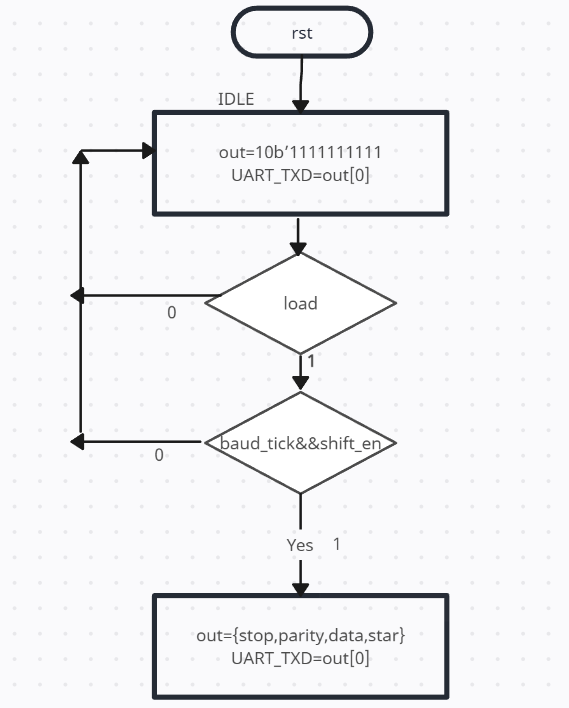 rst
IDLE
out=10b’1111111111
UART_TXD=out[0]
load
0
1
baud_tick&&shift_en
0
Yes 1
out={stop,parity,data,star}
UART_TXD=out[0]